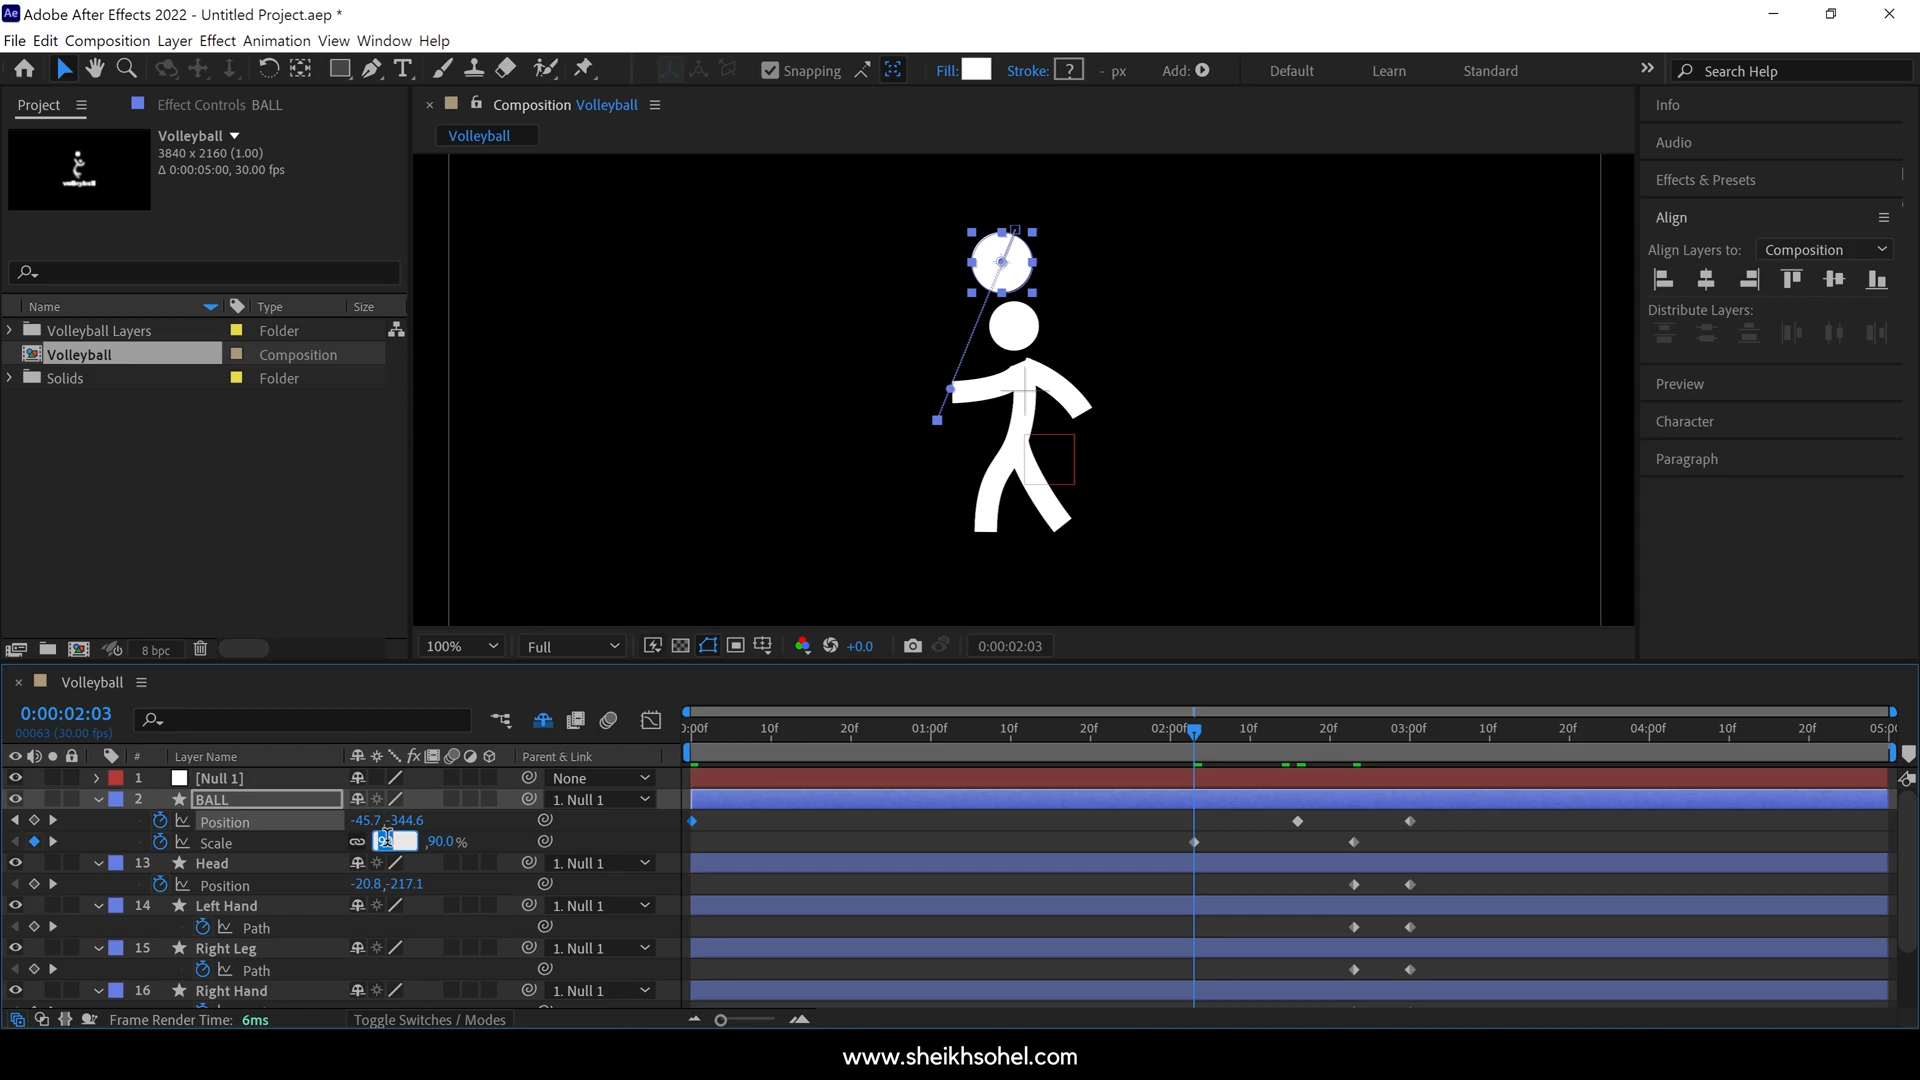 Ae Adobe After Effects 2022 - Untitled Project.aep *
File Edit Composition Layer Effect Animation View Window Help
Snapping Fill: Stroke: ? - px Add: Default Learn Standard Search Help
Project Effect Controls BALL
Composition Volleyball
Volleyball
Volleyball
3840 x 2160 (1.00)
Δ 0:00:05:00, 30.00 fps
Name Type Size
Volleyball Layers Folder
Volleyball Composition
Solids Folder
8 bpc
100% Full +0.0 0:00:02:03
Info
Audio
Effects & Presets
Align
Align Layers to: Composition
Distribute Layers:
Preview
Character
Paragraph
Volleyball
0:00:02:03
00063 (30.00 fps)
0:00f 10f 20f 01:00f 10f 20f 02:00f 10f 20f 03:00f 10f 20f 04:00f 10f 20f 05:00
# Layer Name fx Parent & Link
1 [Null 1] None
2 BALL 1. Null 1
Position -45.7,-344.6
Scale ,90.0 %
13 Head 1. Null 1
Position -20.8,-217.1
14 Left Hand 1. Null 1
Path
15 Right Leg 1. Null 1
Path
16 Right Hand 1. Null 1
Frame Render Time: 6ms Toggle Switches / Modes
www.sheikhsohel.com